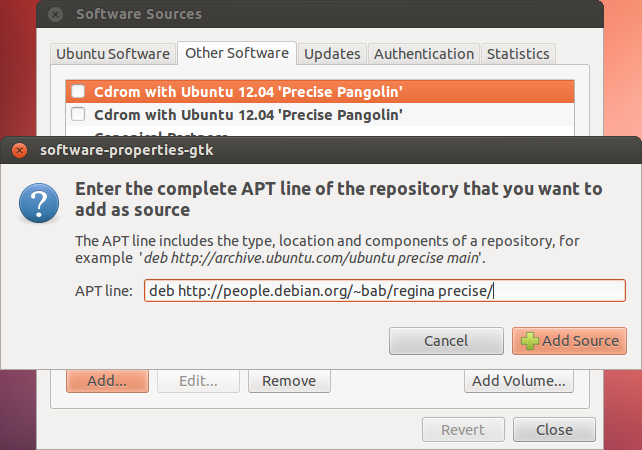 Software Sources
Ubuntu Software Other Software Updates Authentication Statistics
Cdrom with Ubuntu 12.04 'Precise Pangolin'
Cdrom with Ubuntu 12.04 'Precise Pangolin'
Canonical Partners
software-properties-gtk
Enter the complete APT line of the repository that you want to
add as source
The APT line includes the type, location and components of a repository, for
example 'deb http://archive.ubuntu.com/ubuntu precise main'.
APT line: deb http://people.debian.org/~bab/regina precise/
Cancel Add Source
Add... Edit... Remove Add Volume...
Revert Close